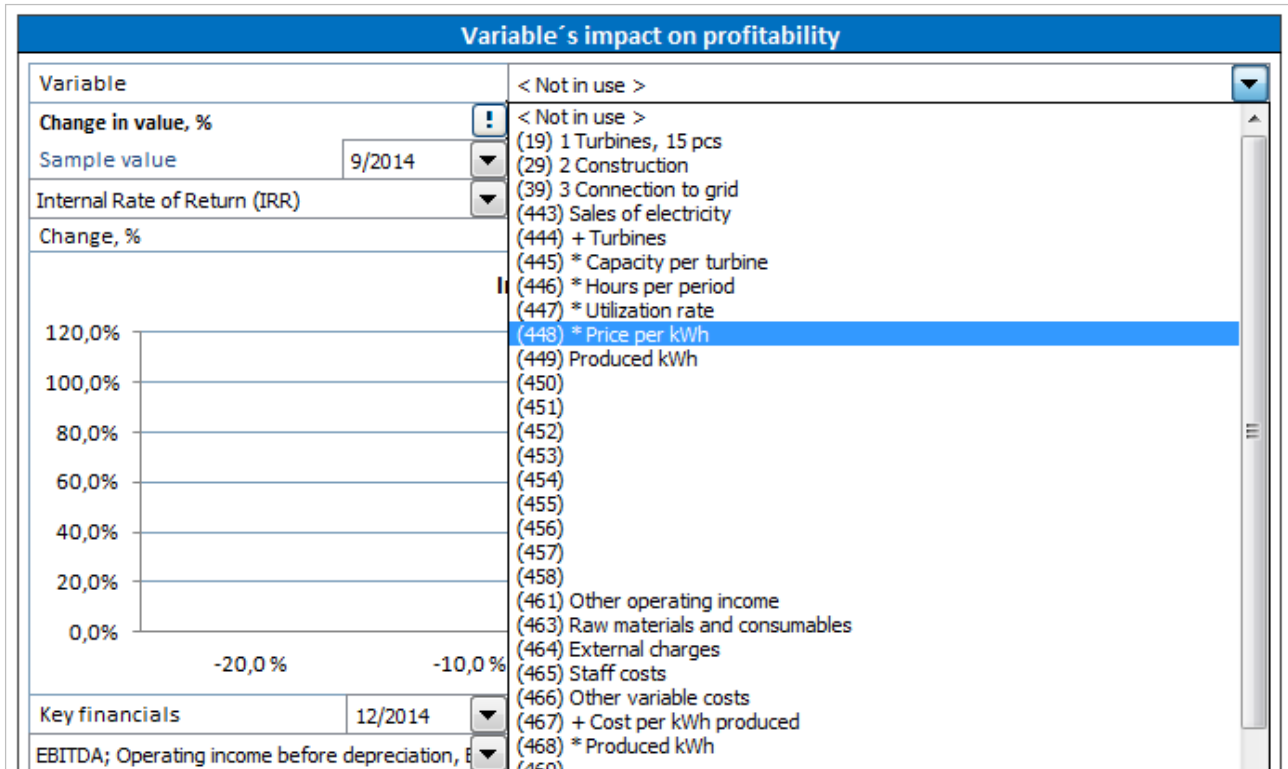 Variable´s impact on profitability
Variable
< Not in use >
Change in value, %
!
Sample value
9/2014
Internal Rate of Return (IRR)
Change, %
< Not in use >
(19) 1 Turbines, 15 pcs
(29) 2 Construction
(39) 3 Connection to grid
(443) Sales of electricity
(444) + Turbines
(445) * Capacity per turbine
(446) * Hours per period
(447) * Utilization rate
(448) * Price per kWh
(449) Produced kWh
(450)
(451)
(452)
(453)
(454)
(455)
(456)
(457)
(458)
(461) Other operating income
(463) Raw materials and consumables
(464) External charges
(465) Staff costs
(466) Other variable costs
(467) + Cost per kWh produced
(468) * Produced kWh
120,0%
100,0%
80,0%
60,0%
40,0%
20,0%
0,0%
-20,0 %
-10,0 %
Key financials
12/2014
EBITDA; Operating income before depreciation,